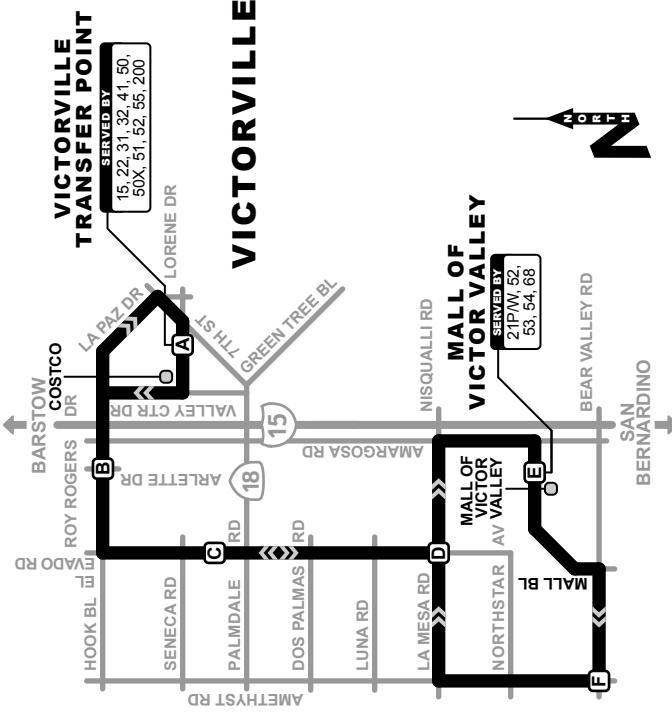 VICTORVILLE
TRANSFER POINT
SERVED BY
15, 22, 31, 32, 41, 50,
50X, 51, 52, 55, 200
VICTORVILLE
NORTH
N
LORENE DR
LA PAZ DR
7TH ST
GREEN TREE BL
COSTCO
A
VALLEY CTR DR
BARSTOW
ROY ROGERS
DR
B
ARLETTE DR
15
18
AMARGOSA RD
NISQUALLI RD
MALL OF
VICTOR VALLEY
SERVED BY
21P/W, 52,
53, 54, 68
BEAR VALLEY RD
SAN
BERNARDINO
MALL OF
VICTOR
VALLEY
E
EL
EVADO RD
C
D
HOOK BL
SENECA RD
PALMDALE
RD
DOS PALMAS
RD
LUNA RD
LA MESA RD
NORTHSTAR
AV
MALL BL
AMETHYST RD
F